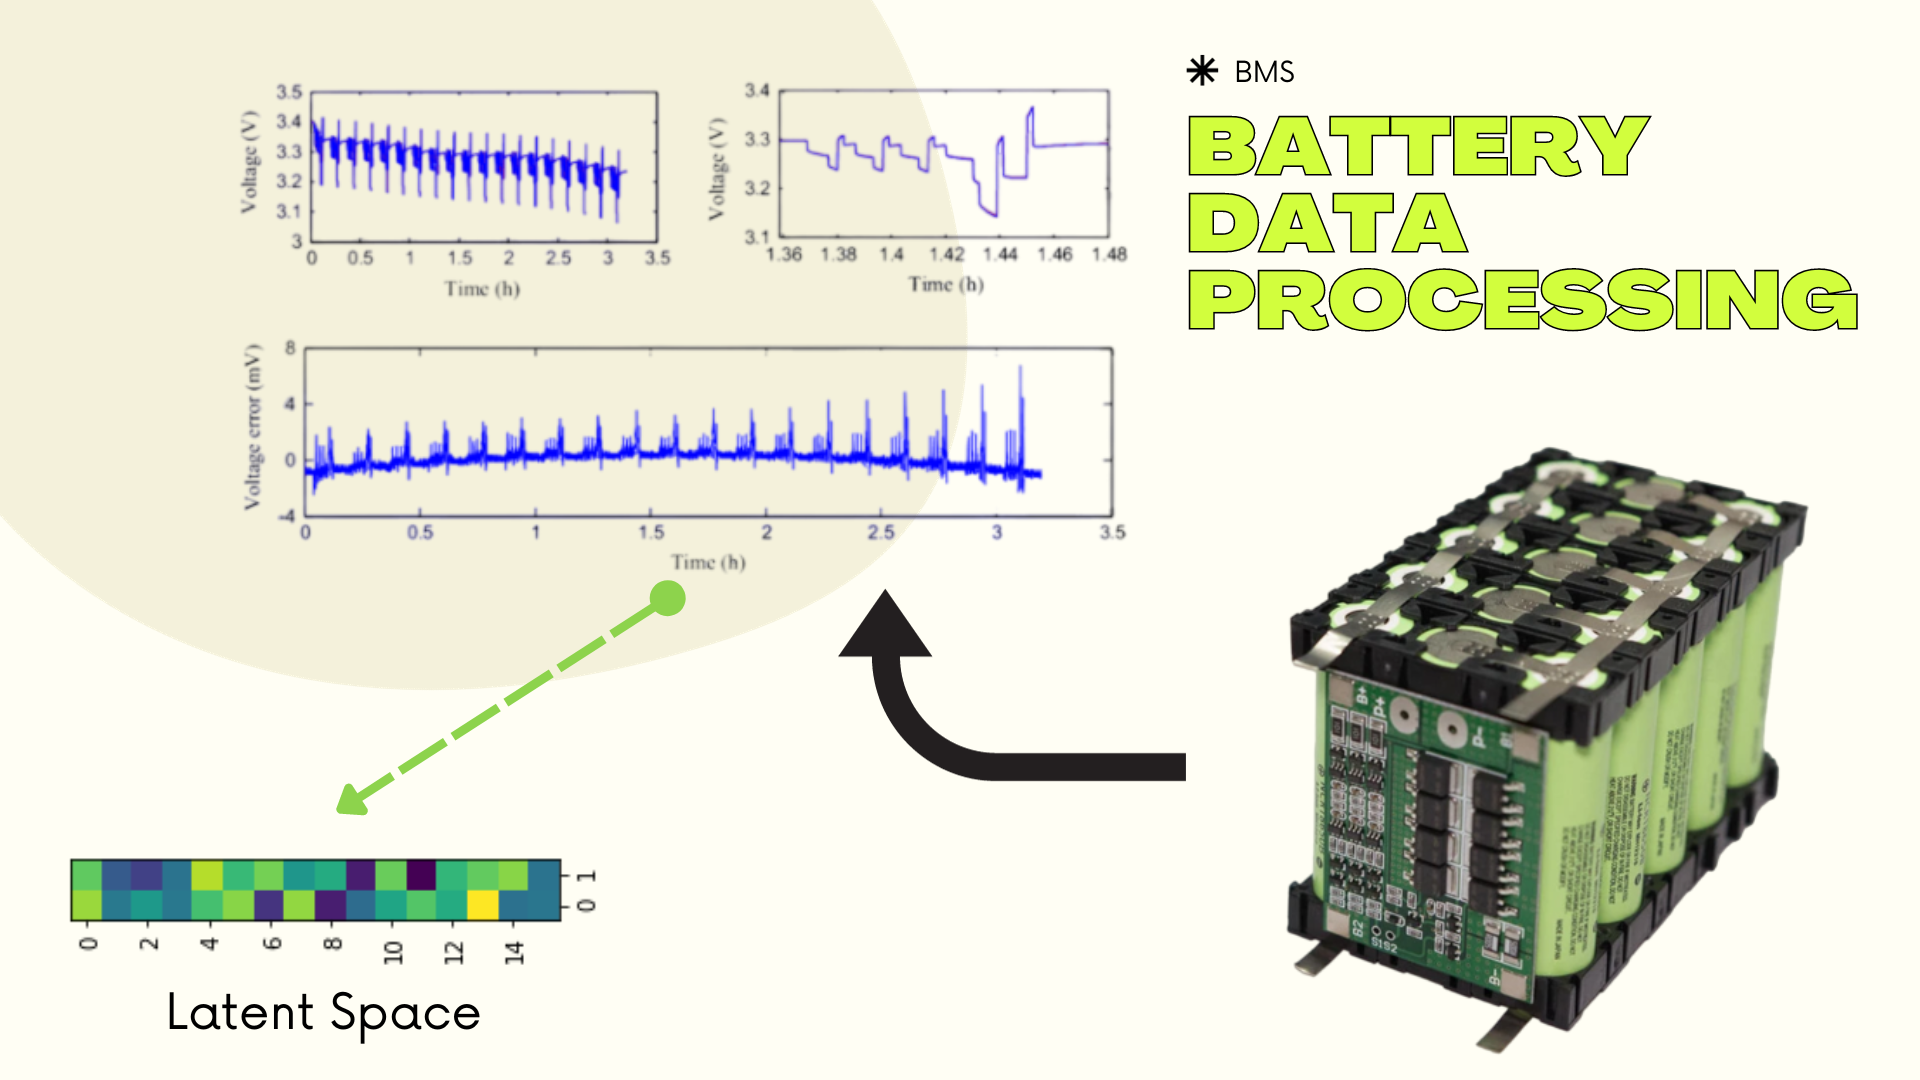 BMS
BATTERY
DATA
PROCESSING
3.5
3.4
3.3
3.2
3.1
3
Voltage (V)
0 0.5 1 1.5 2 2.5 3 3.5
Time (h)
3.4
3.3
3.2
3.1
Voltage (V)
1.36 1.38 1.4 1.42 1.44 1.46 1.48
Time (h)
8
4
0
-4
Voltage error (mV)
0 0.5 1 1.5 2 2.5 3 3.5
Time (h)
B+
P+
P-
B1
B2
S1S2
B-
1
0
0 2 4 6 8 10 12 14
Latent Space